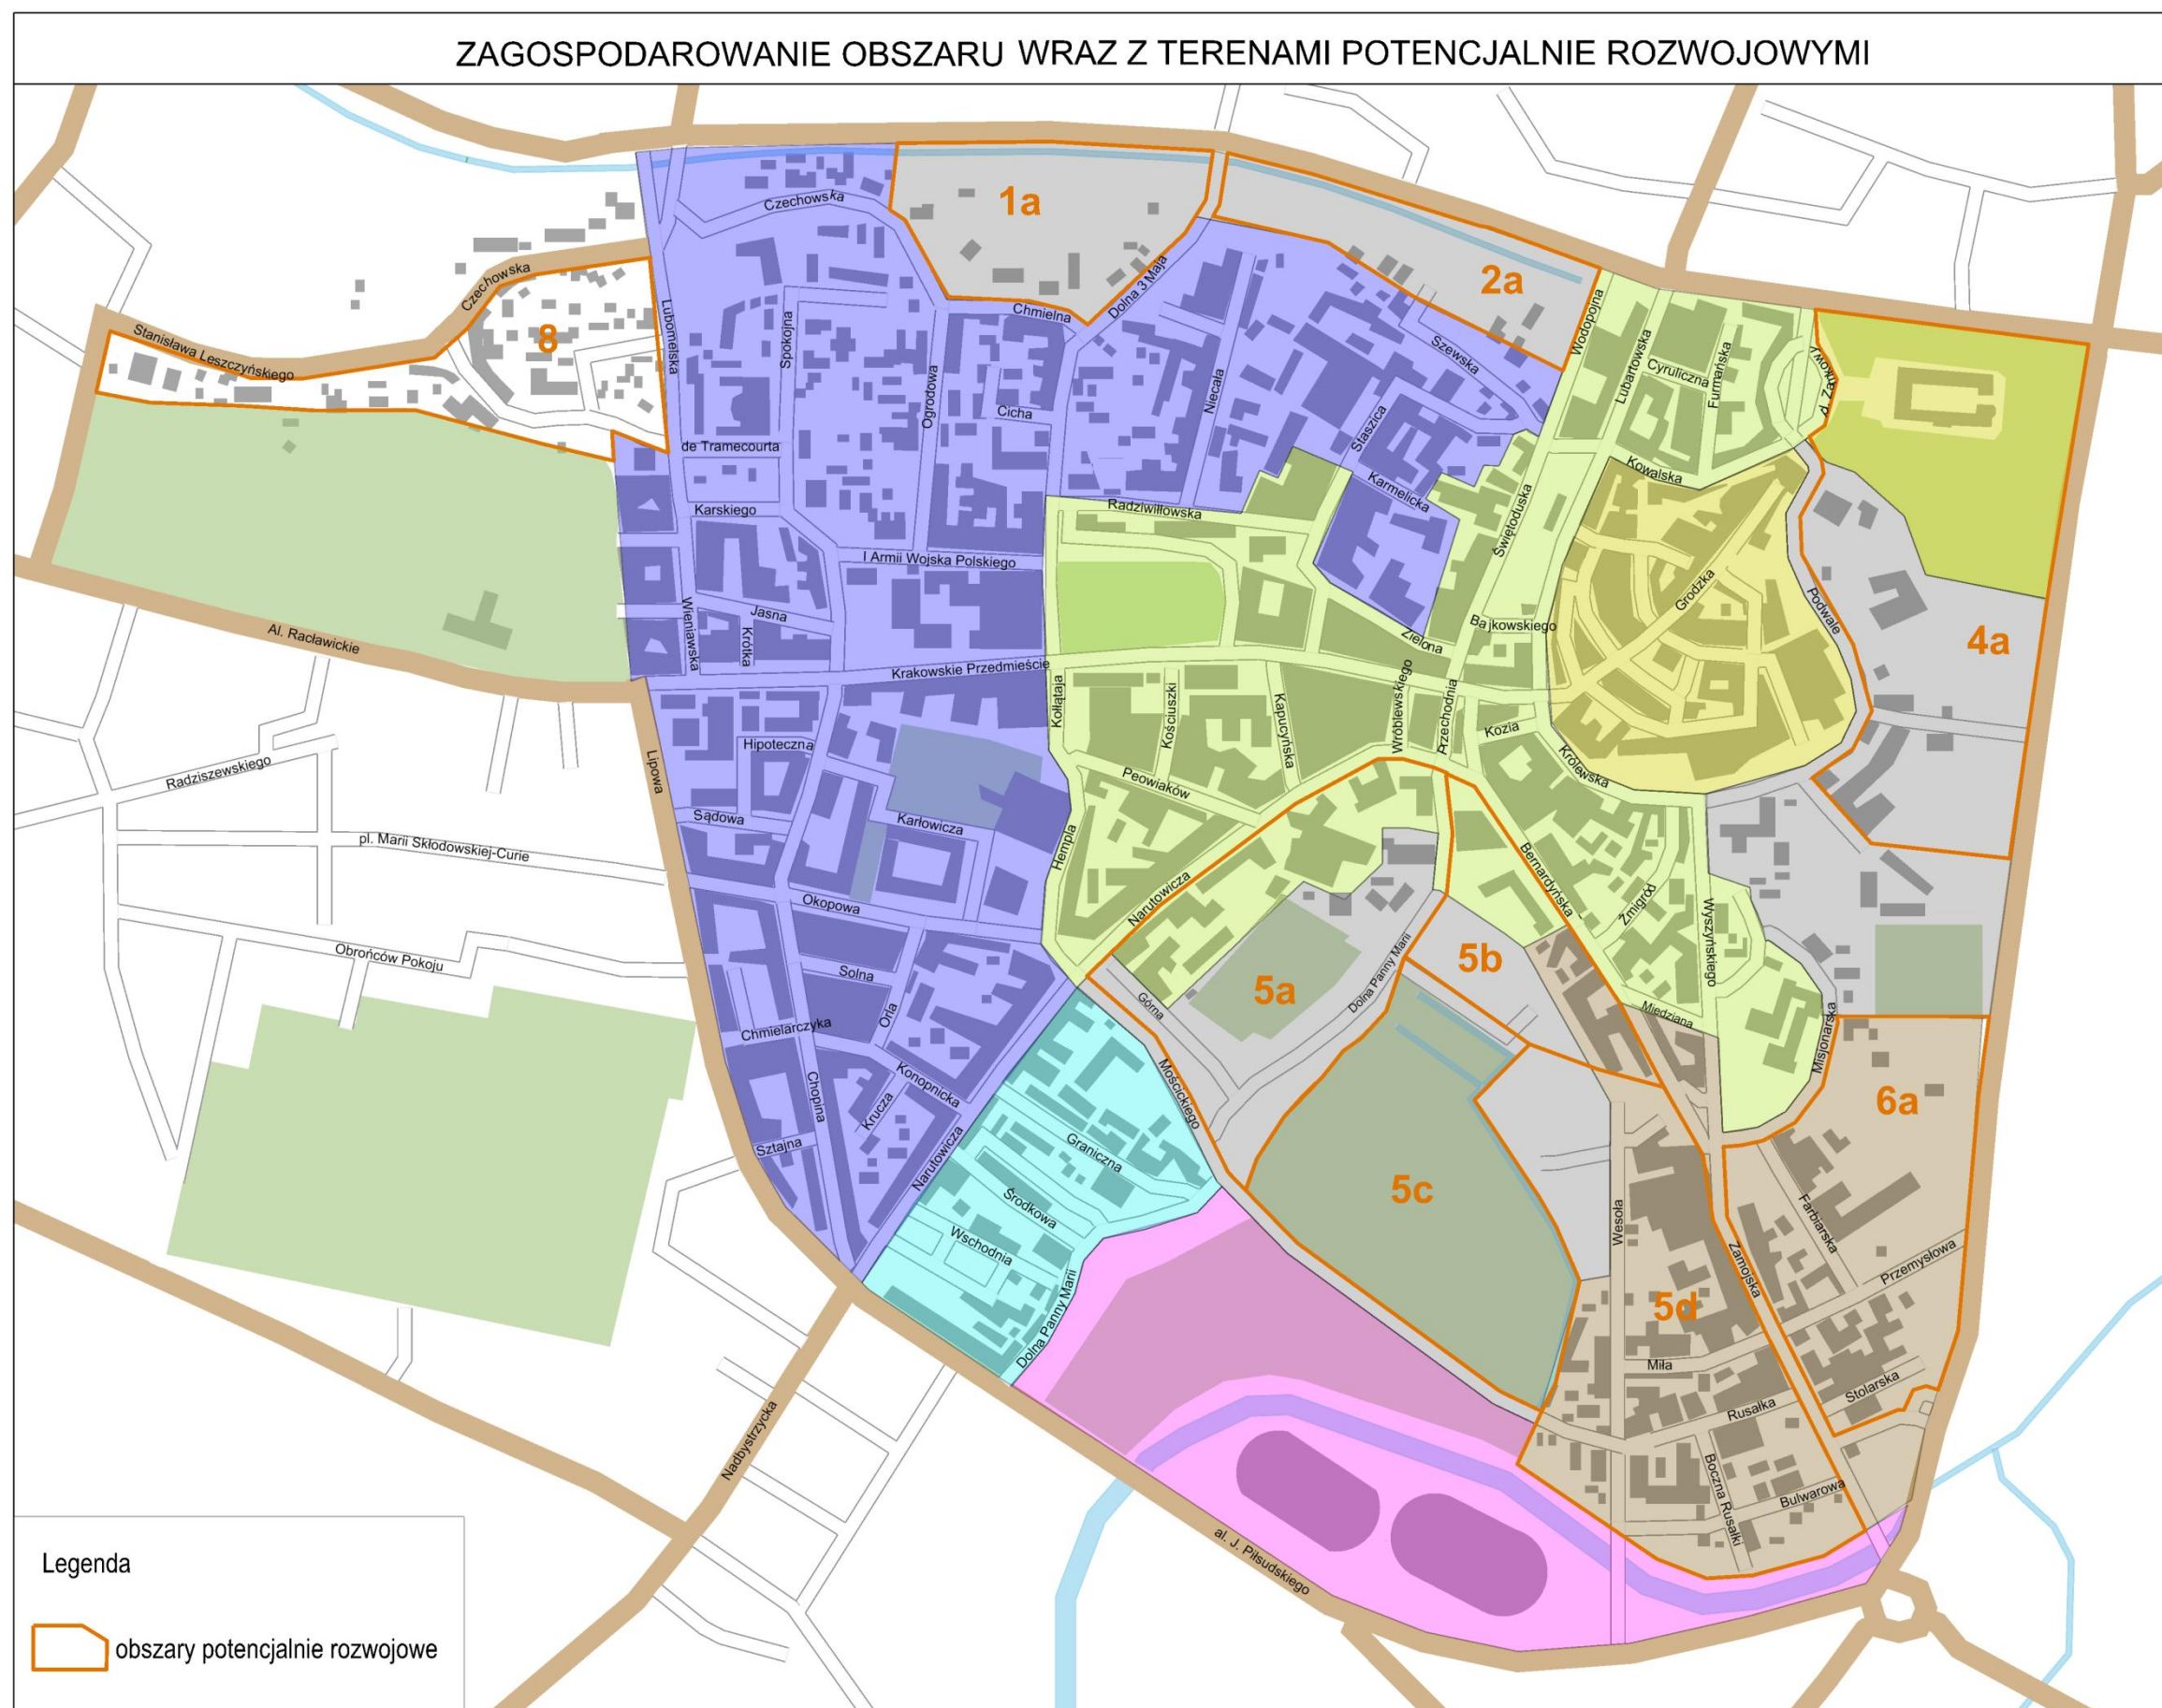 ZAGOSPODAROWANIE OBSZARU WRAZ Z TERENAMI POTENCJALNIE ROZWOJOWYMI
1a
2a
Czechowska
Czechowska
8
Stanisława Leszczyńskiego
Lubomelska
Spokojna
Chmielna
Dolna 3 Maja
Niecała
Szewska
Wodopojna
Lubartowska
Cyruliczna
Furmańska
pl. Zamkowy
Ogrodowa
Cicha
Staszica
de Tramecourta
Karmelicka
Kowalska
Karskiego
Radziwiłłowska
Świętoduska
I Armii Wojska Polskiego
Grodzka
Podwale
4a
Jasna
Krótka
Wieniawska
Bajkowskiego
Zielona
Al. Racławickie
Krakowskie Przedmieście
Kołłątaja
Kościuszki
Kapucyńska
Wróblewskiego
Przechodnia
Kozia
Królewska
Hipoteczna
Lipowa
Radziszewskiego
Peowiaków
Sądowa
Karłowicza
pl. Marii Skłodowskiej-Curie
Hempla
Narutowicza
Bernardyńska
Żmigród
Wyszyńskiego
Okopowa
Obrońców Pokoju
Solna
5b
5a
Górna
Dolna Panny Marii
Miedziana
Misjonarska
Chmielarczyka
Orla
Mościckiego
6a
Konopnicka
Krucza
Chopina
Sztajna
Narutowicza
Graniczna
Środkowa
Wschodnia
5c
Wesoła
Farbiarska
Przemysłowa
Zamojska
5d
Dolna Panny Marii
Miła
Stolarska
Rusałka
Nadbystrzycka
Boczna Rusałki
Bulwarowa
al. J. Piłsudskiego
Legenda
obszary potencjalnie rozwojowe